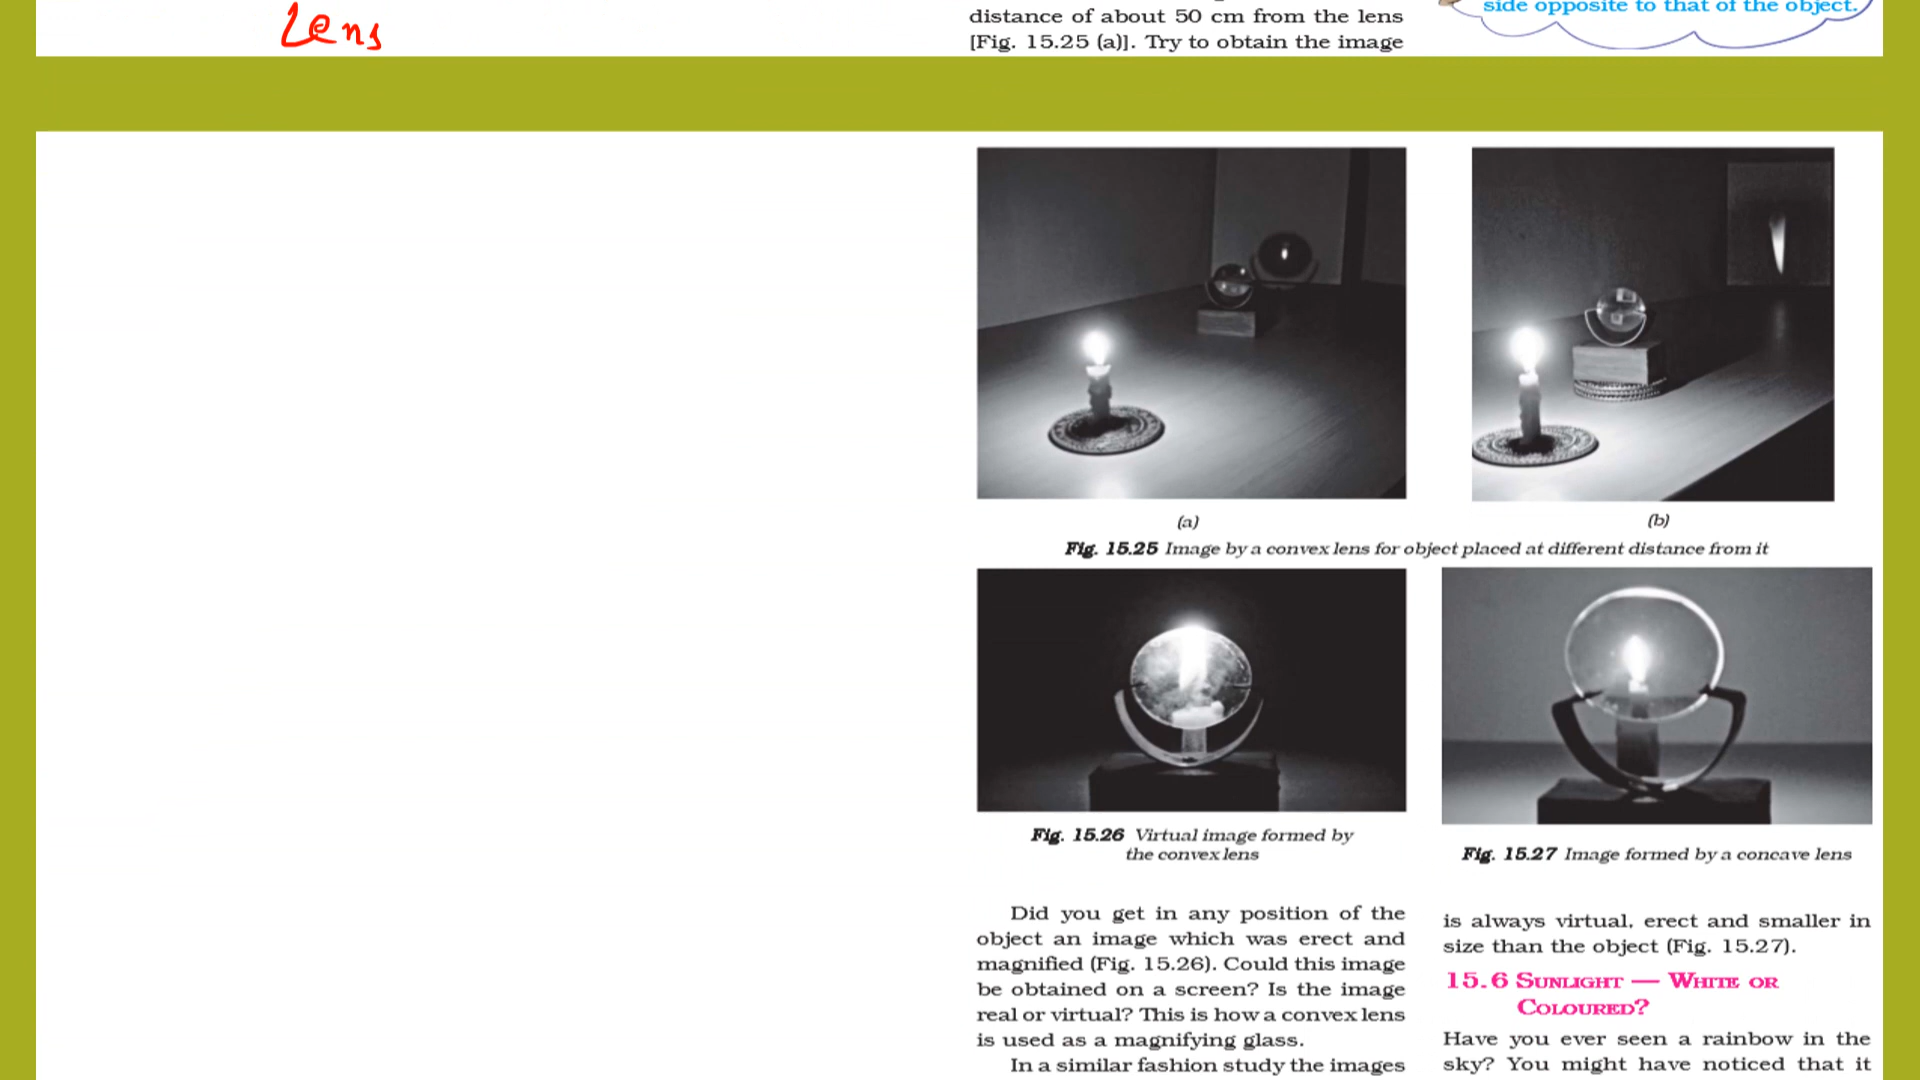 Lens
distance of about 50 cm from the lens
[Fig. 15.25 (a)]. Try to obtain the image
side opposite to that of the object.
(a)
(b)
Fig. 15.25 Image by a convex lens for object placed at different distance from it
Fig. 15.26 Virtual image formed by
the convex lens
Fig. 15.27 Image formed by a concave lens
Did you get in any position of the
object an image which was erect and
magnified (Fig. 15.26). Could this image
be obtained on a screen? Is the image
real or virtual? This is how a convex lens
is used as a magnifying glass.
In a similar fashion study the images
is always virtual, erect and smaller in
size than the object (Fig. 15.27).
15.6 SUNLIGHT — WHITE OR
COLOURED?
Have you ever seen a rainbow in the
sky? You might have noticed that it